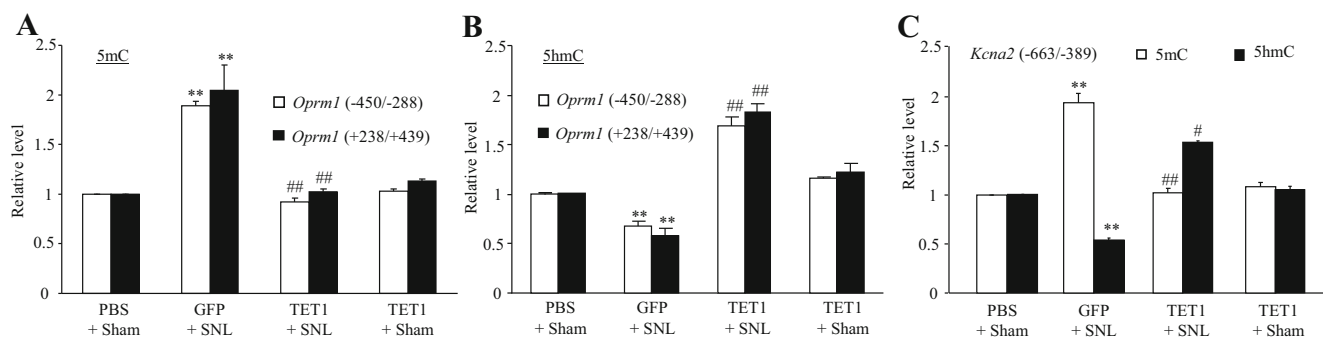 A
5mC
Relative level
2.5
2
1.5
1
0.5
0
**
**
##
##
Oprm1 (-450/-288)
Oprm1 (+238/+439)
PBS
+ Sham
GFP
+ SNL
TET1
+ SNL
TET1
+ Sham
B
5hmC
Relative level
2.5
2
1.5
1
0.5
0
Oprm1 (-450/-288)
Oprm1 (+238/+439)
**
**
##
##
PBS
+ Sham
GFP
+ SNL
TET1
+ SNL
TET1
+ Sham
C
Kcna2 (-663/-389)
5mC
5hmC
Relative level
2.5
2
1.5
1
0.5
0
**
**
##
#
PBS
+ Sham
GFP
+ SNL
TET1
+ SNL
TET1
+ Sham